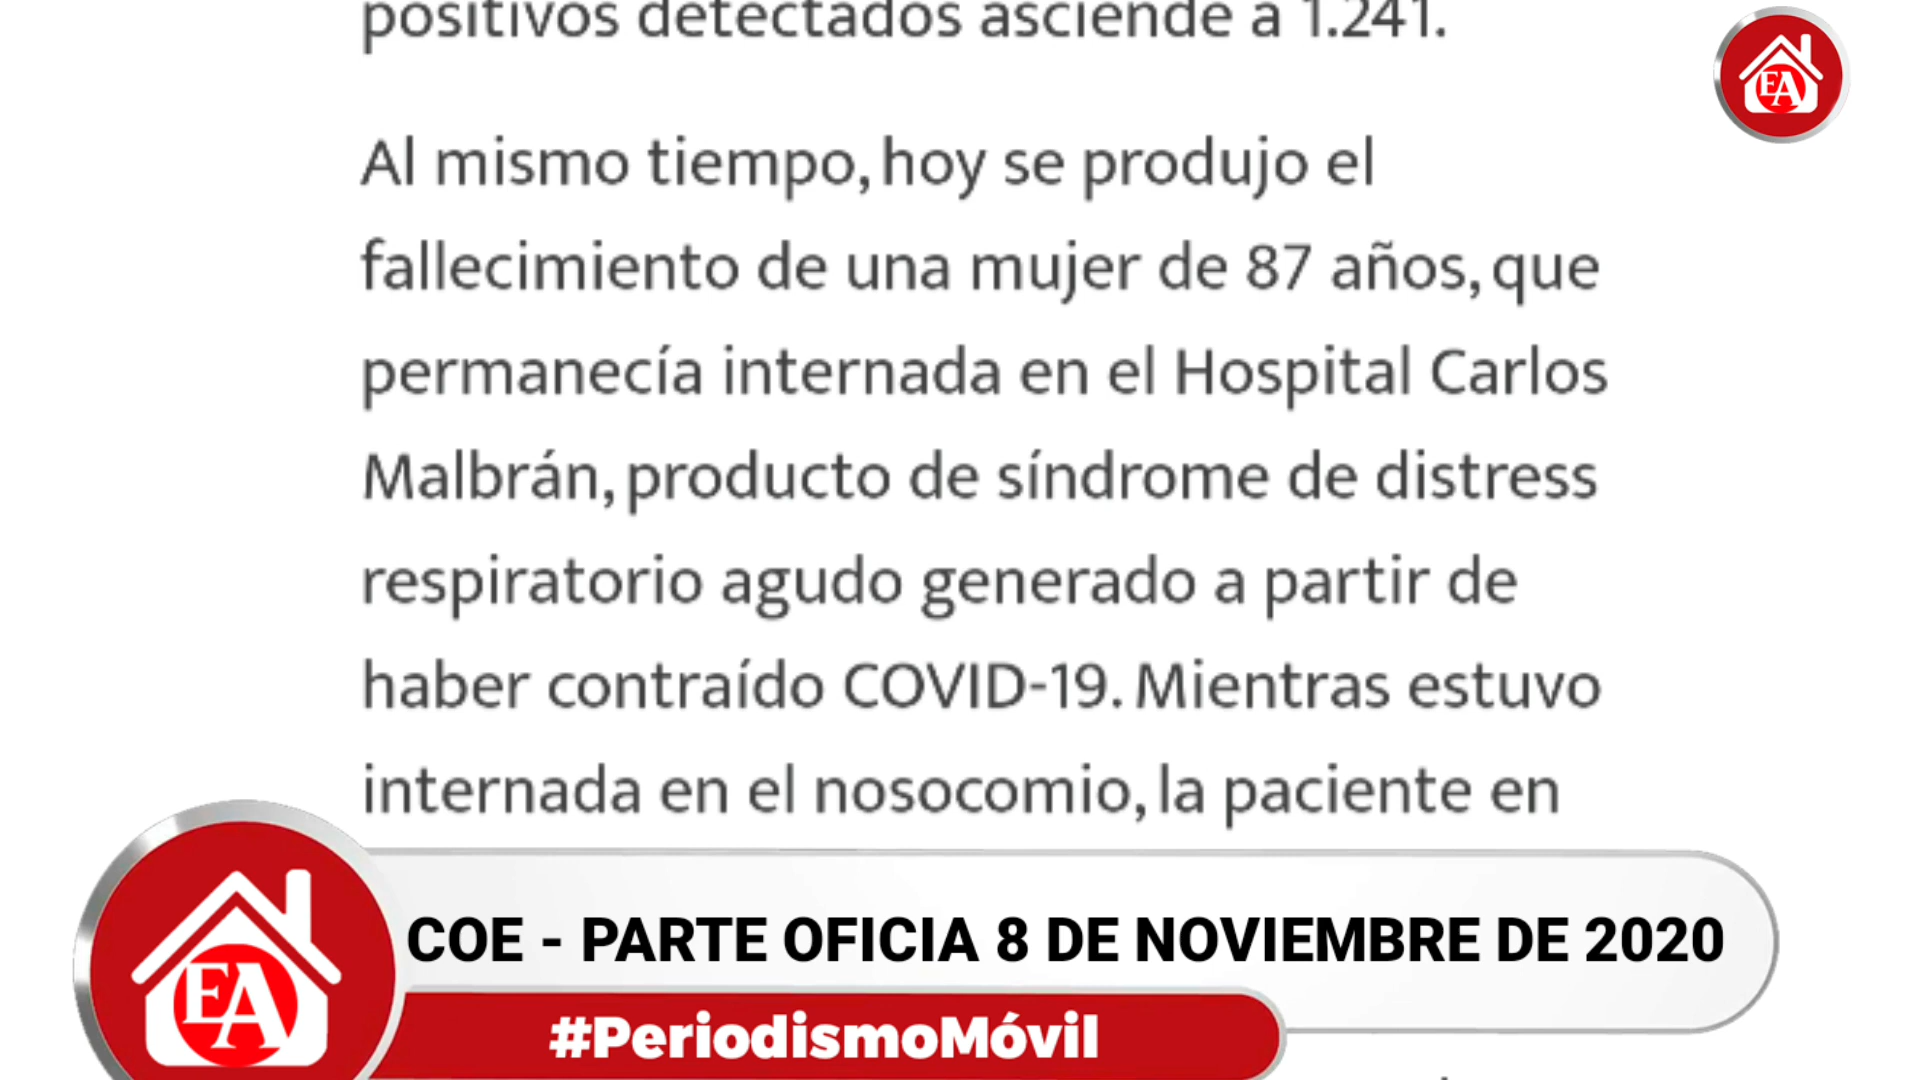 positivos detectados asciende a 1.241.
EA
Al mismo tiempo, hoy se produjo el
fallecimiento de una mujer de 87 años, que
permanecía internada en el Hospital Carlos
Malbrán, producto de síndrome de distress
respiratorio agudo generado a partir de
haber contraído COVID-19. Mientras estuvo
internada en el nosocomio, la paciente en
COE - PARTE OFICIA 8 DE NOVIEMBRE DE 2020
EA
#PeriodismoMóvil